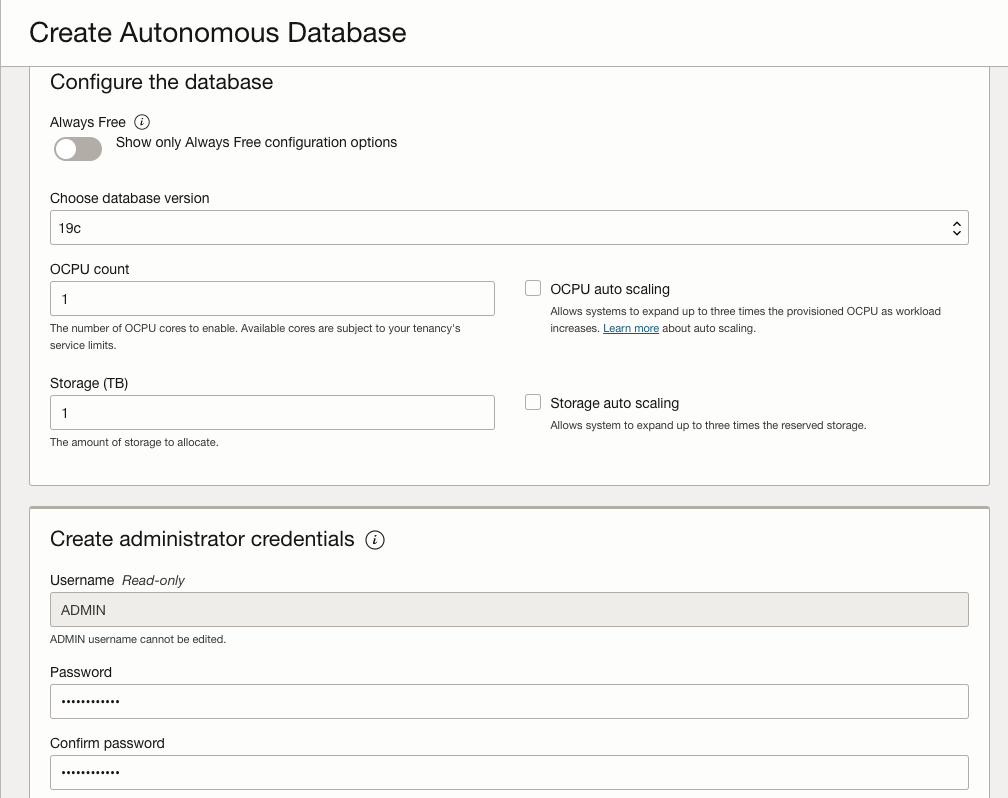 Create Autonomous Database
Configure the database
Always Free
Show only Always Free configuration options
Choose database version
19c
OCPU count
1
The number of OCPU cores to enable. Available cores are subject to your tenancy's
service limits.
OCPU auto scaling
Allows systems to expand up to three times the provisioned OCPU as workload
increases. Learn more about auto scaling.
Storage (TB)
1
The amount of storage to allocate.
Storage auto scaling
Allows system to expand up to three times the reserved storage.
Create administrator credentials
Username Read-only
ADMIN
ADMIN username cannot be edited.
Password
••••••••••••
Confirm password
••••••••••••